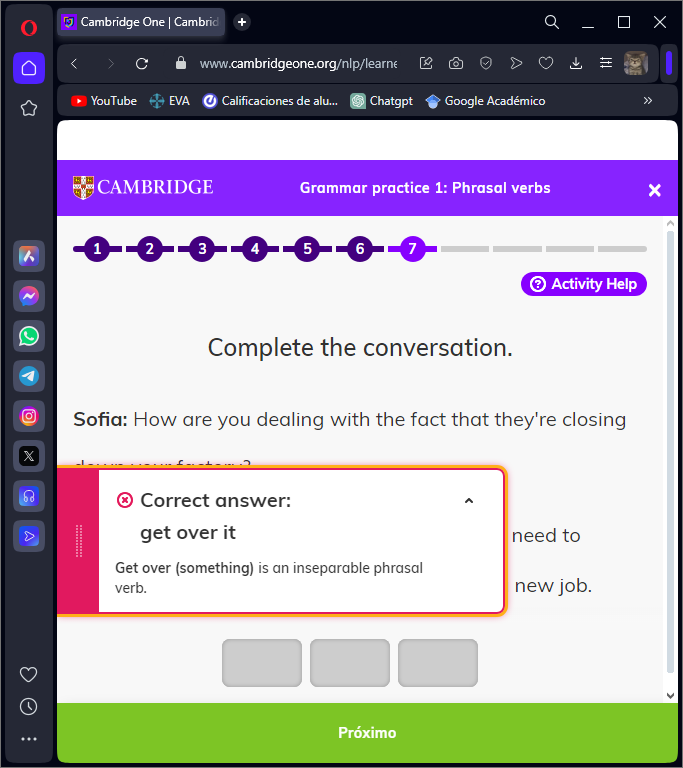 Cambridge One | Cambrid
www.cambridgeone.org/nlp/learne
YouTube
EVA
Calificaciones de alu...
Chatgpt
Google Académico
CAMBRIDGE
Grammar practice 1: Phrasal verbs
1 2 3 4 5 6 7
Activity Help
Complete the conversation.
Sofia: How are you dealing with the fact that they're closing
down your factory?
Correct answer:
get over it
need to
Get over (something) is an inseparable phrasal
verb.
new job.
Próximo